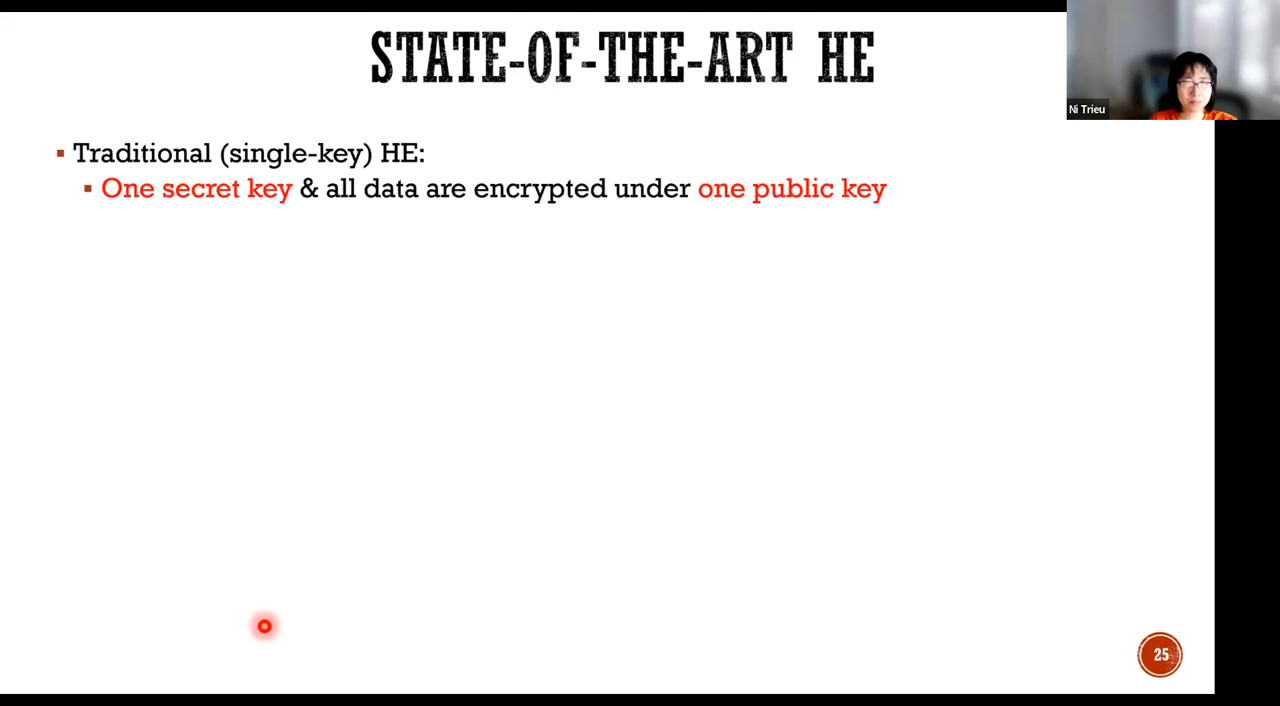 STATE-OF-THE-ART HE
Ni Trieu
▪ Traditional (single-key) HE:
▪ One secret key & all data are encrypted under one public key
25